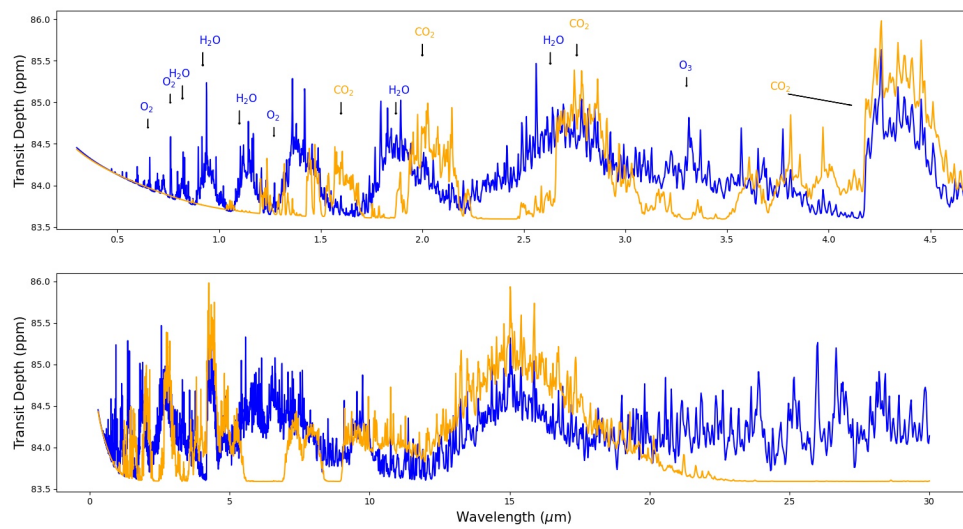 86.0
85.5
85.0
84.5
84.0
83.5
Transit Depth (ppm)
O₂
O₂
H₂O
H₂O
H₂O
O₂
CO₂
H₂O
CO₂
H₂O
CO₂
O₃
CO₂
0.5 1.0 1.5 2.0 2.5 3.0 3.5 4.0 4.5
86.0
85.5
85.0
84.5
84.0
83.5
Transit Depth (ppm)
0 5 10 15 20 25 30
Wavelength (μm)